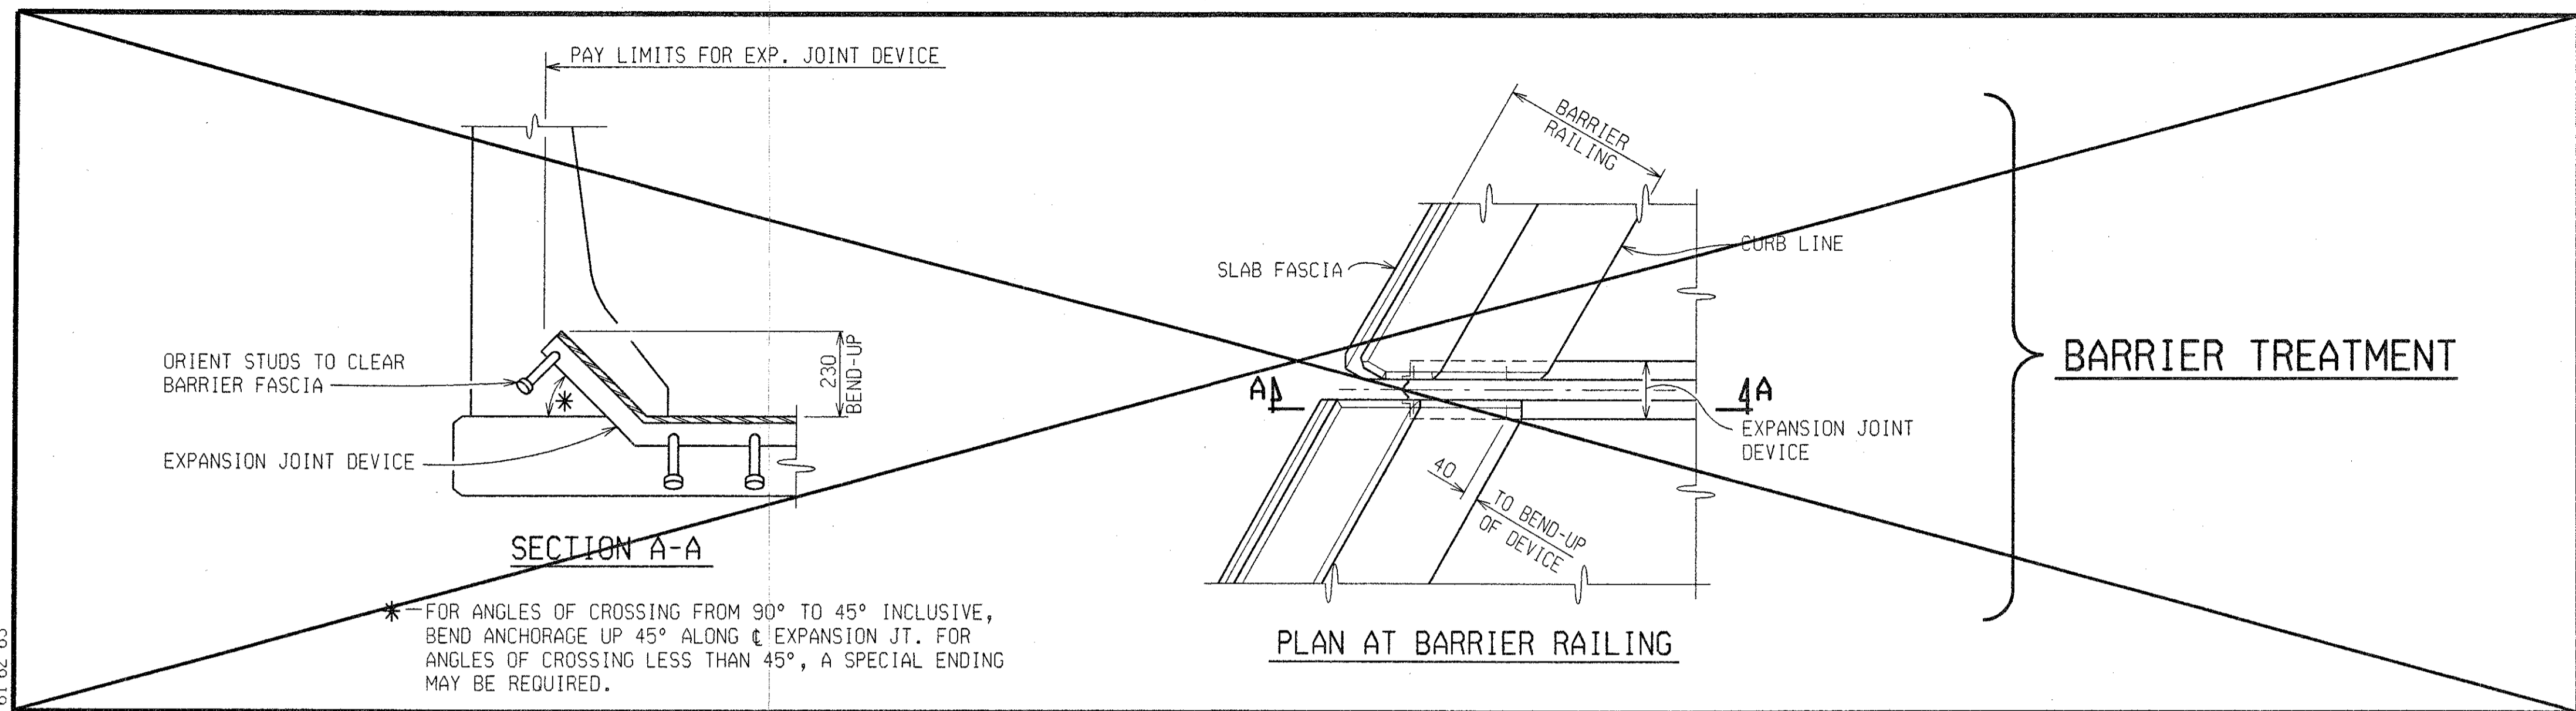 PAY LIMITS FOR EXP. JOINT DEVICE
ORIENT STUDS TO CLEAR
BARRIER FASCIA
*
230
BEND-UP
EXPANSION JOINT DEVICE
SECTION A-A
* FOR ANGLES OF CROSSING FROM 90° TO 45° INCLUSIVE,
BEND ANCHORAGE UP 45° ALONG ℄ EXPANSION JT. FOR
ANGLES OF CROSSING LESS THAN 45°, A SPECIAL ENDING
MAY BE REQUIRED.
BARRIER
RAILING
SLAB FASCIA
CURB LINE
A
A
EXPANSION JOINT
DEVICE
40
TO BEND-UP
OF DEVICE
PLAN AT BARRIER RAILING
BARRIER TREATMENT